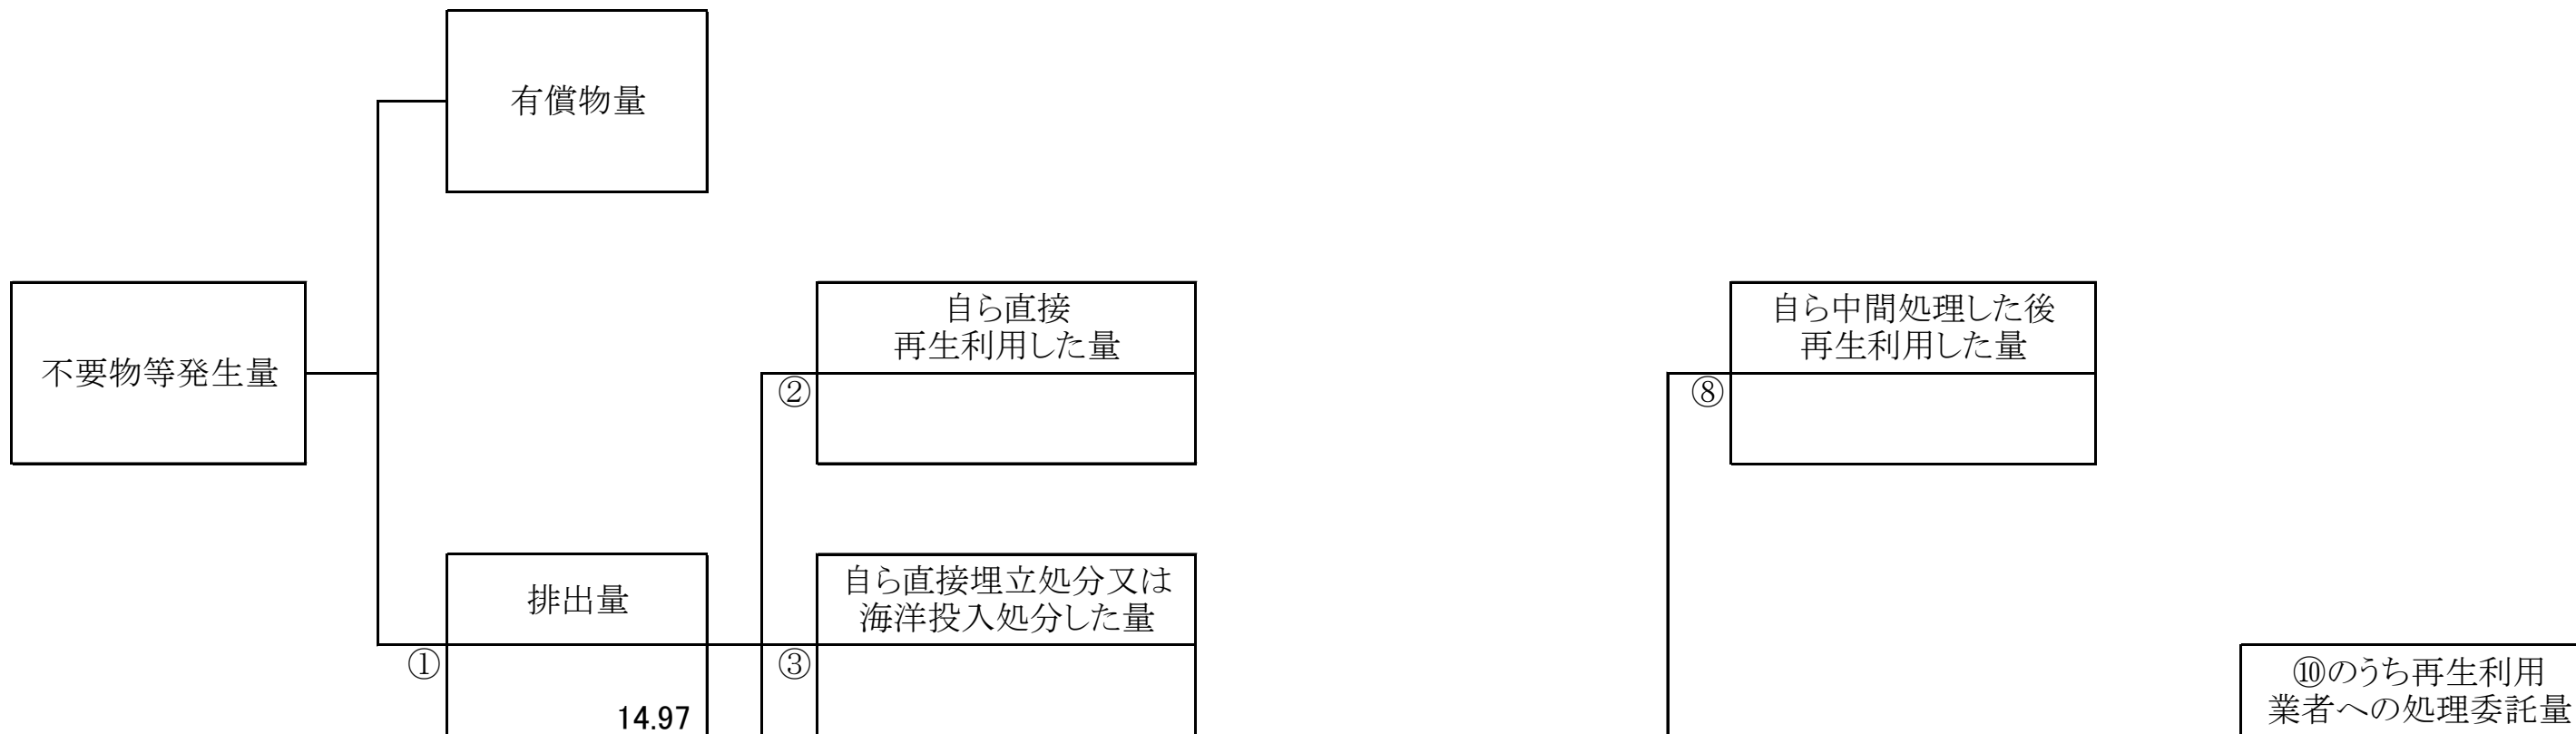 有償物量
不要物等発生量
自ら直接
再生利用した量
②
自ら中間処理した後
再生利用した量
⑧
排出量
①
14.97
自ら直接埋立処分又は
海洋投入処分した量
③
⑩のうち再生利用
業者への処理委託量